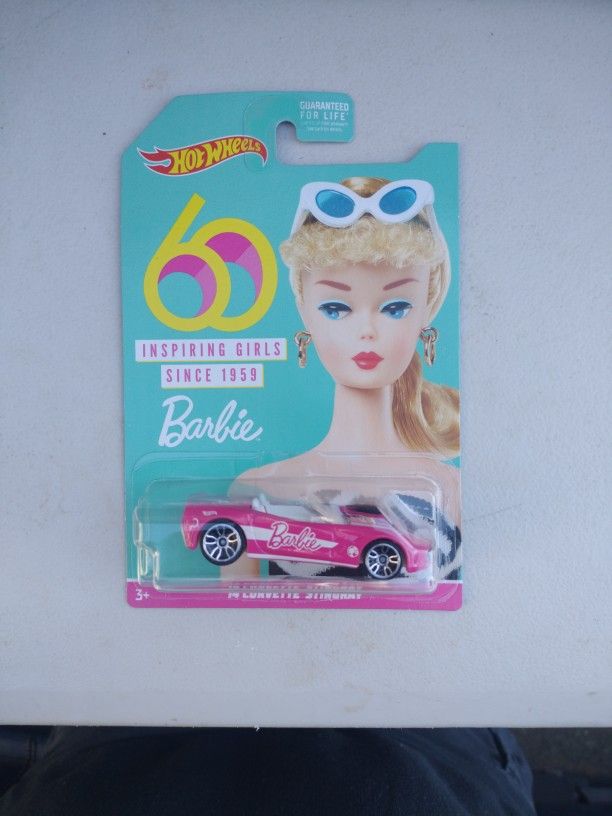 GUARANTEED
FOR LIFE*
HOT WHEELS
60
INSPIRING GIRLS
SINCE 1959
Barbie
Barbie
3+
14 CORVETTE STINGRAY